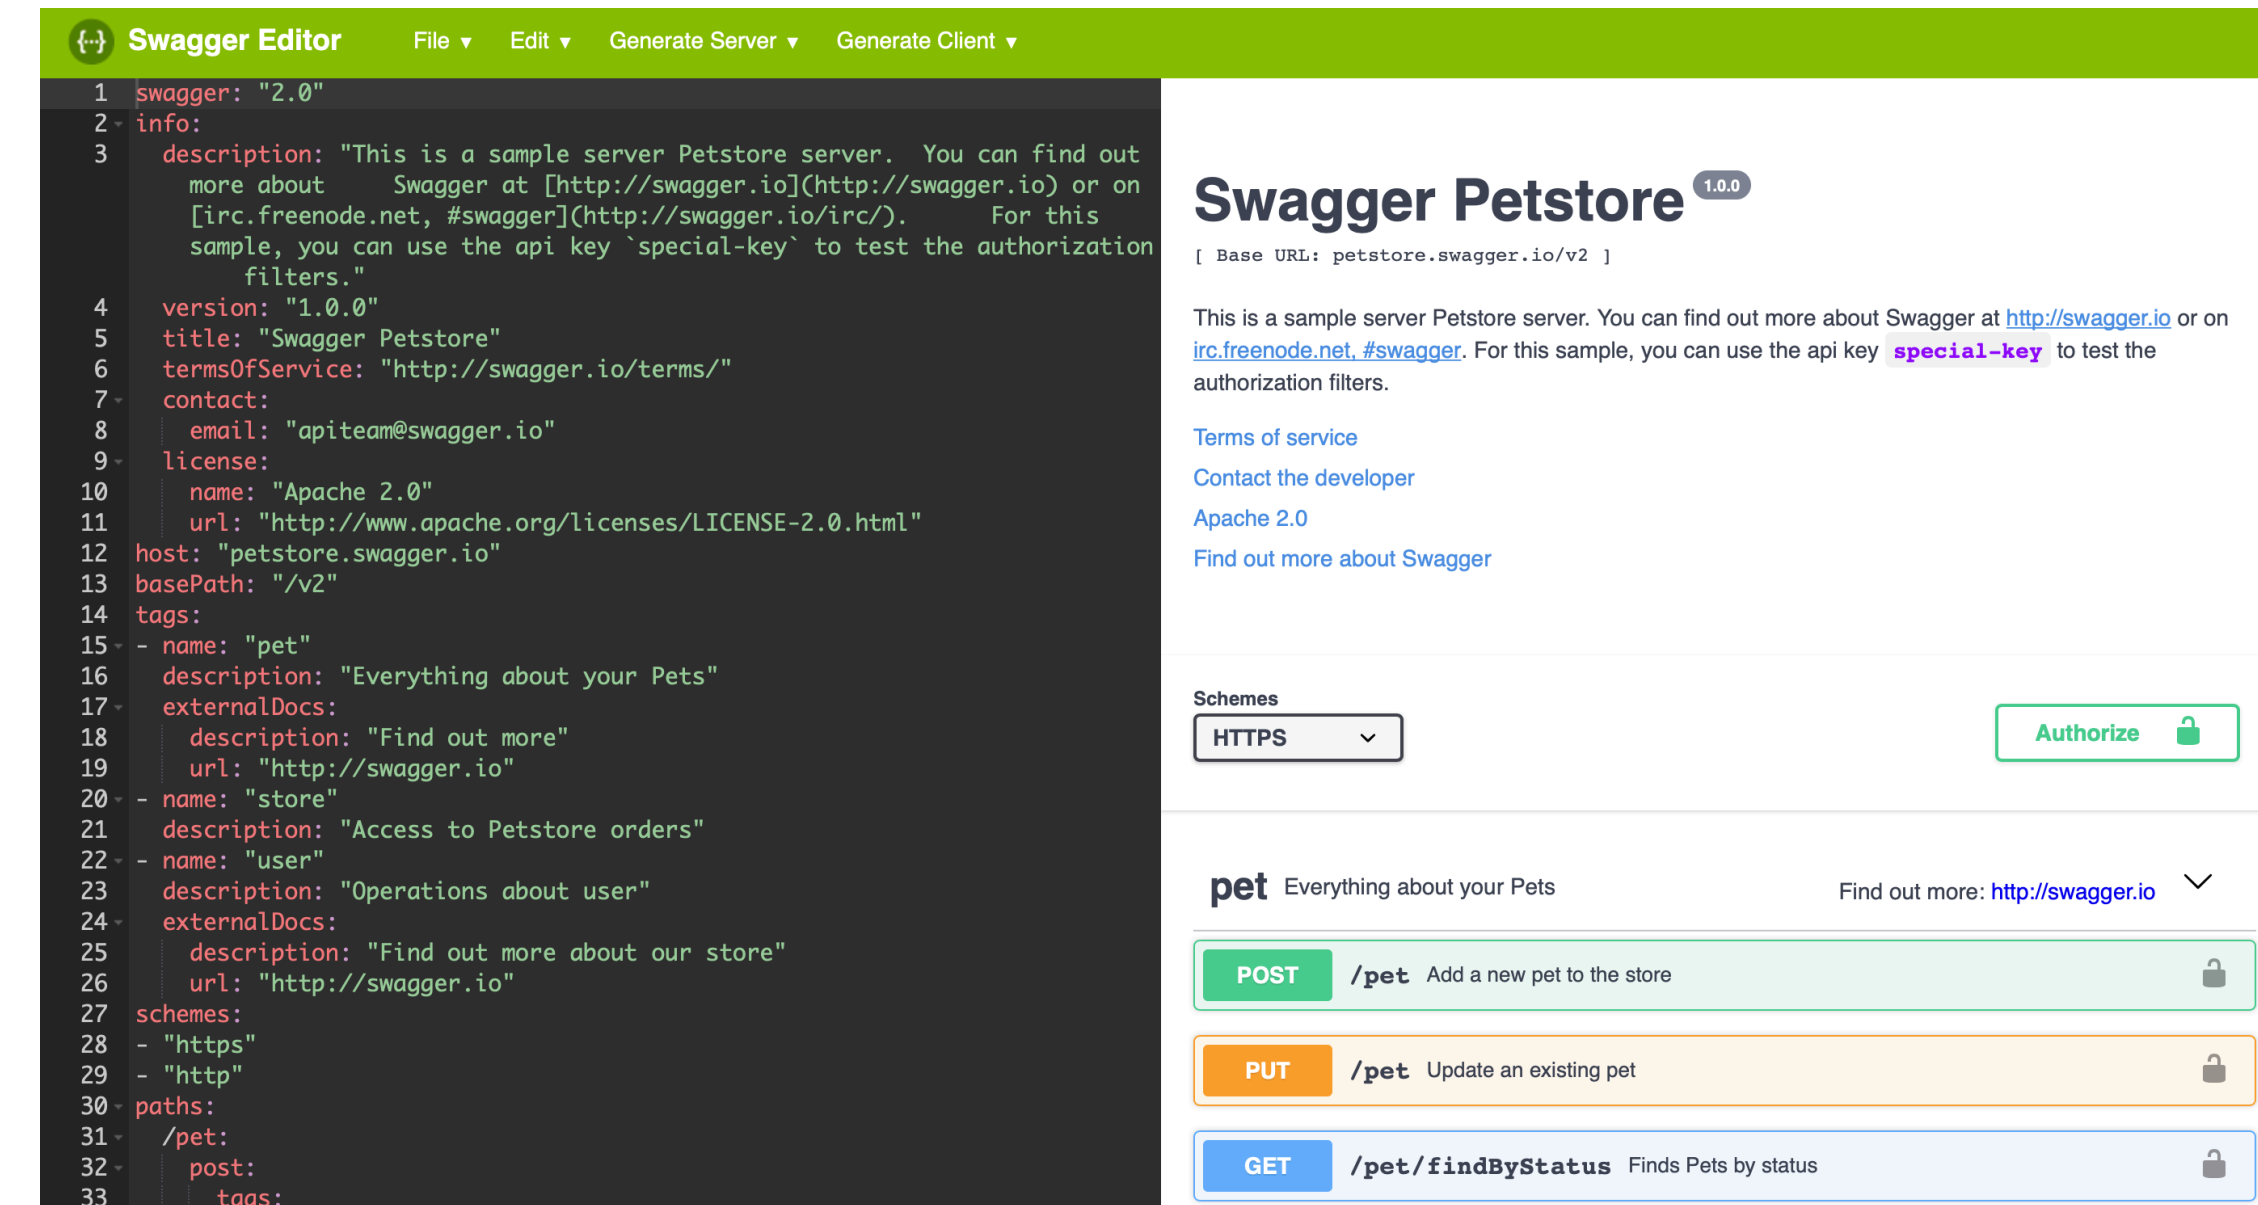 {...} Swagger Editor File ▾ Edit ▾ Generate Server ▾ Generate Client ▾
1 swagger: "2.0"
2 info:
3 description: "This is a sample server Petstore server.  You can find out
more about     Swagger at [http://swagger.io](http://swagger.io) or on
[irc.freenode.net, #swagger](http://swagger.io/irc/).      For this
sample, you can use the api key `special-key` to test the authorization
filters."
4 version: "1.0.0"
5 title: "Swagger Petstore"
6 termsOfService: "http://swagger.io/terms/"
7 contact:
8 email: "apiteam@swagger.io"
9 license:
10 name: "Apache 2.0"
11 url: "http://www.apache.org/licenses/LICENSE-2.0.html"
12 host: "petstore.swagger.io"
13 basePath: "/v2"
14 tags:
15 - name: "pet"
16 description: "Everything about your Pets"
17 externalDocs:
18 description: "Find out more"
19 url: "http://swagger.io"
20 - name: "store"
21 description: "Access to Petstore orders"
22 - name: "user"
23 description: "Operations about user"
24 externalDocs:
25 description: "Find out more about our store"
26 url: "http://swagger.io"
27 schemes:
28 - "https"
29 - "http"
30 paths:
31 /pet:
32 post:
33 tags:
Swagger Petstore 1.0.0
[ Base URL: petstore.swagger.io/v2 ]
This is a sample server Petstore server. You can find out more about Swagger at http://swagger.io or on
irc.freenode.net, #swagger. For this sample, you can use the api key special-key to test the
authorization filters.
Terms of service
Contact the developer
Apache 2.0
Find out more about Swagger
Schemes
HTTPS
Authorize
pet Everything about your Pets Find out more: http://swagger.io
POST /pet Add a new pet to the store
PUT /pet Update an existing pet
GET /pet/findByStatus Finds Pets by status